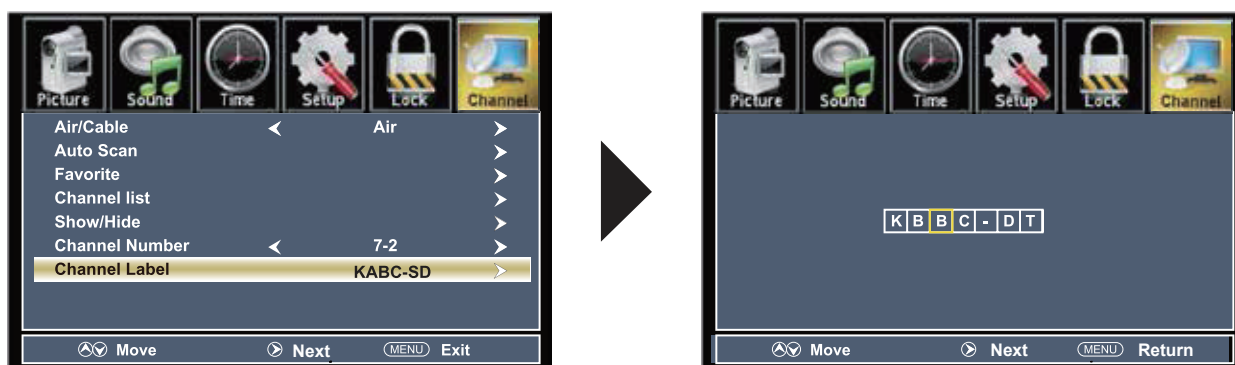 Picture Sound Time Setup Lock Channel
Air/Cable Air
Auto Scan
Favorite
Channel list
Show/Hide
Channel Number 7-2
Channel Label KABC-SD
Move Next MENU Exit
Picture Sound Time Setup Lock Channel
KBBC-DT
Move Next MENU Return